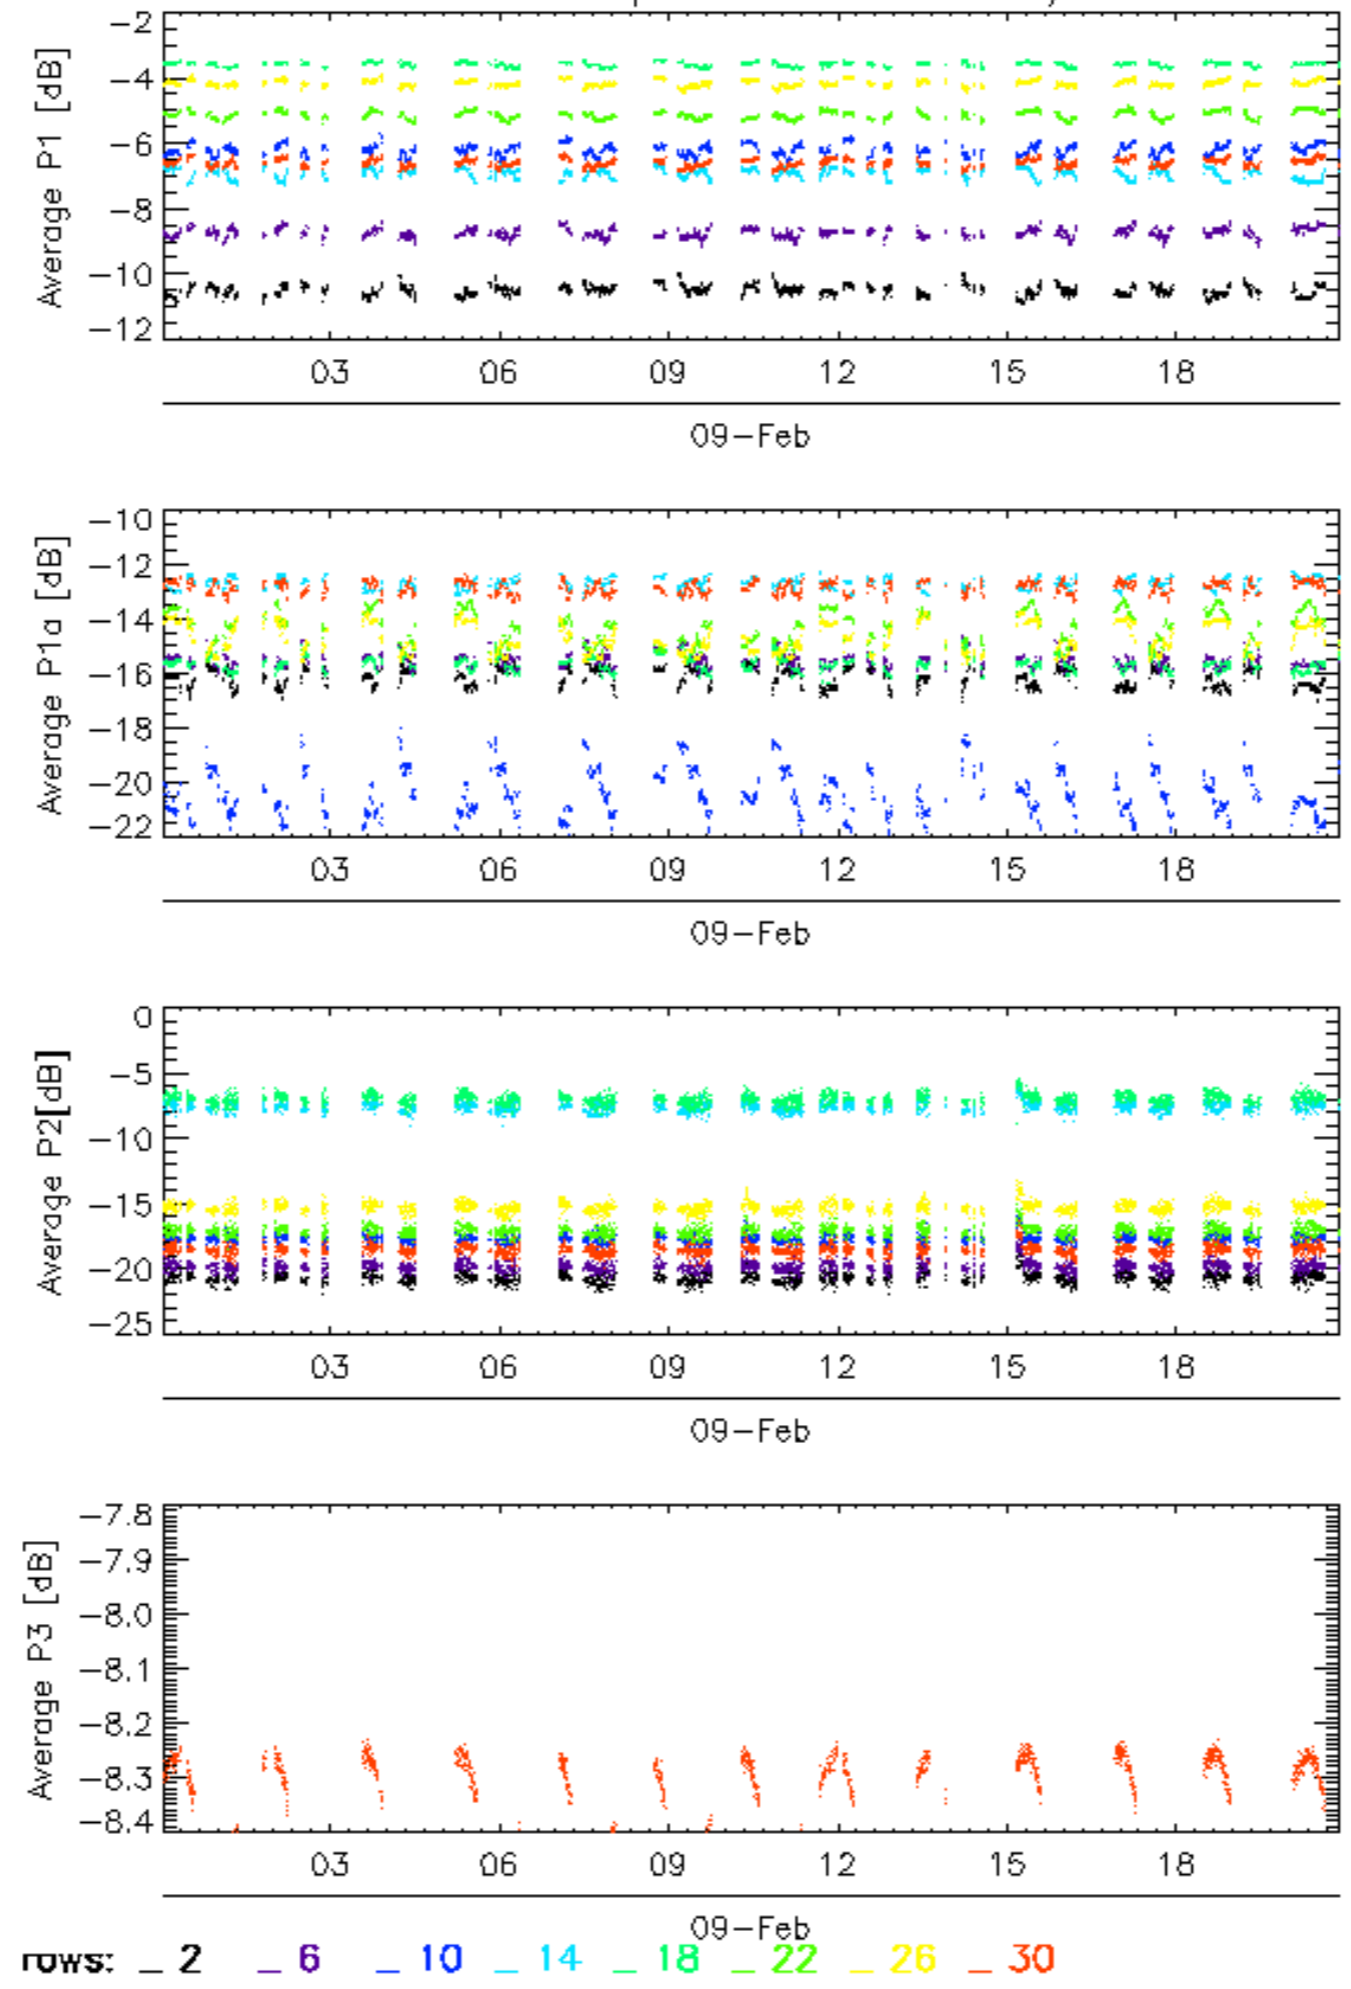 Average P1 [dB]
−2
−4
−6
−8
−10
−12
03 06 09 12 15 18
09−Feb
Average P1a [dB]
−10
−12
−14
−16
−18
−20
−22
03 06 09 12 15 18
09−Feb
Average P2[dB]
0
−5
−10
−15
−20
−25
03 06 09 12 15 18
09−Feb
Average P3 [dB]
−7.8
−7.9
−8.0
−8.1
−8.2
−8.3
−8.4
03 06 09 12 15 18
09−Feb
rows: _ 2 _ 6 _ 10 _ 14 _ 18 _ 22 _ 26 _ 30